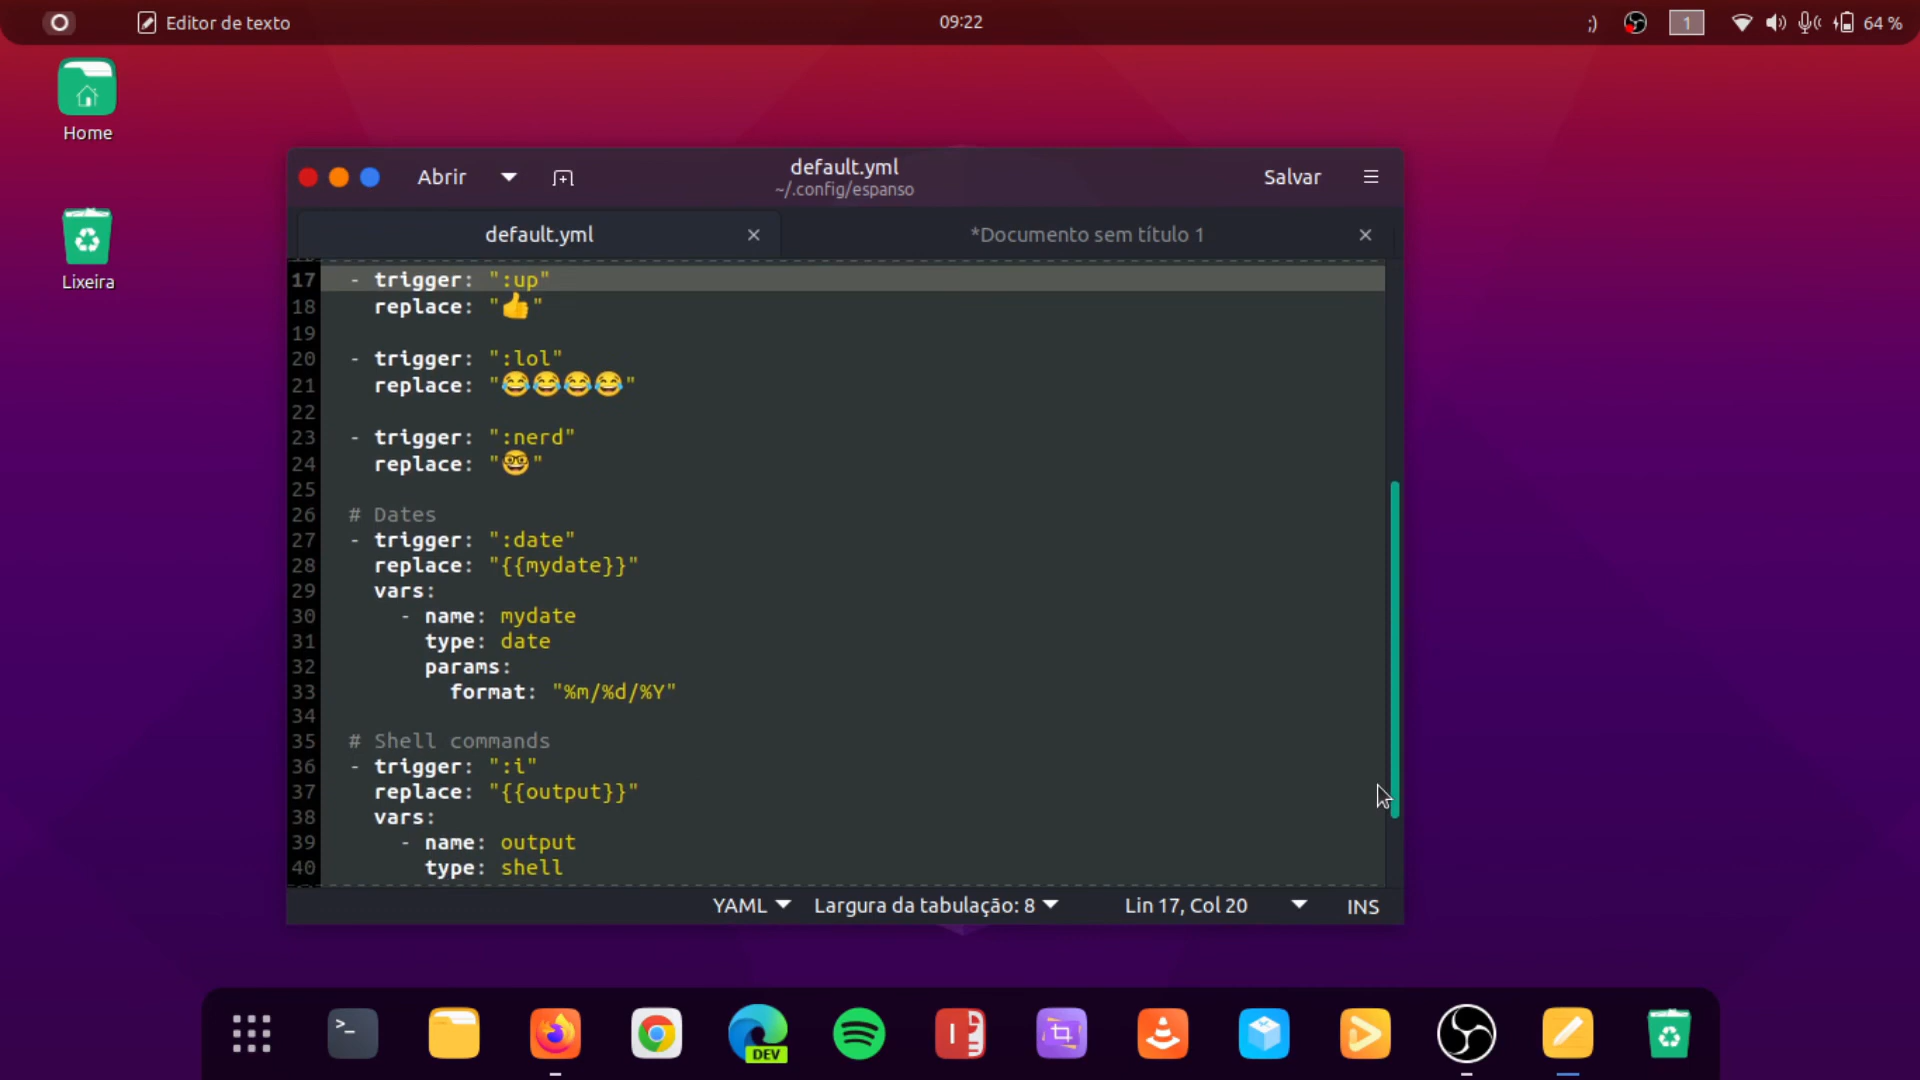 Editor de texto
09:22
;)
1
64 %
Home
Lixeira
Abrir
default.yml
~/.config/espanso
Salvar
default.yml
*Documento sem título 1
17 - trigger: ":up"
18 replace: "👍"
19
20 - trigger: ":lol"
21 replace: "😂😂😂😂"
22
23 - trigger: ":nerd"
24 replace: "🤓"
25
26 # Dates
27 - trigger: ":date"
28 replace: "{{mydate}}"
29 vars:
30 - name: mydate
31 type: date
32 params:
33 format: "%m/%d/%Y"
34
35 # Shell commands
36 - trigger: ":i"
37 replace: "{{output}}"
38 vars:
39 - name: output
40 type: shell
YAML
Largura da tabulação: 8
Lin 17, Col 20
INS
>_
DEV